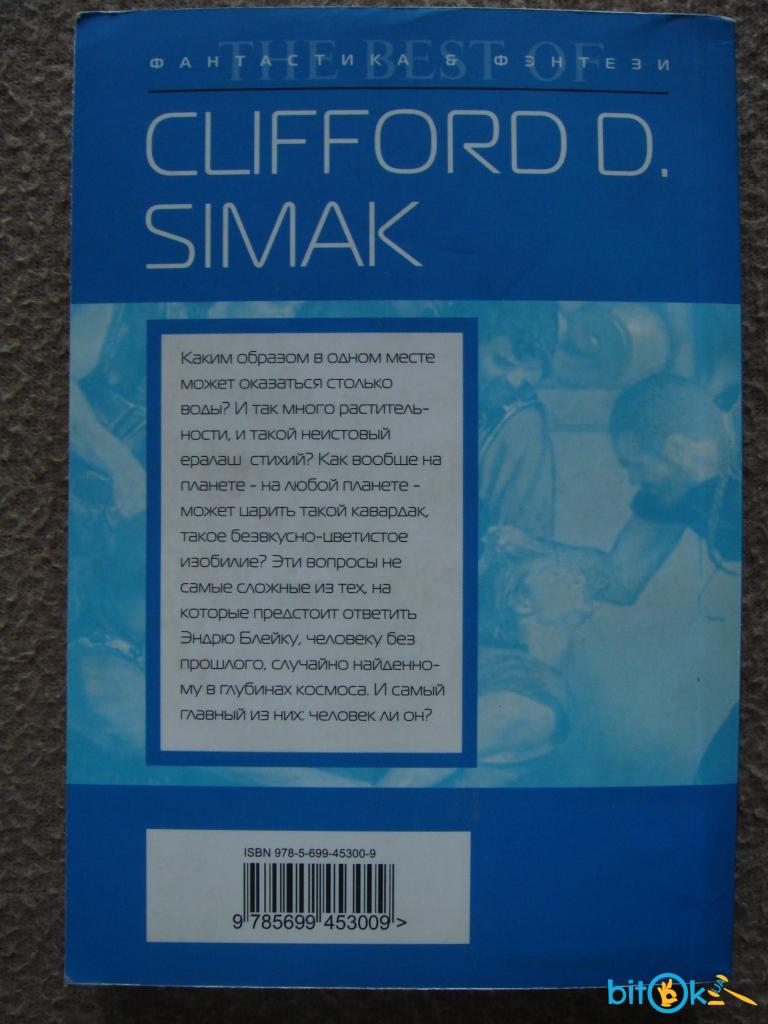 THE BEST OF
ФАНТАСТИКА & ФЭНТЕЗИ
CLIFFORD D.
SIMAK
Каким образом в одном месте
может оказаться столько
воды? И так много раститель-
ности, и такой неистовый
ералаш стихий? Как вообще на
планете - на любой планете -
может царить такой кавардак,
такое безвкусно-цветистое
изобилие? Эти вопросы не
самые сложные из тех, на
которые предстоит ответить
Эндрю Блейку, человеку без
прошлого, случайно найденно-
му в глубинах космоса. И самый
главный из них: человек ли он?
ISBN 978-5-699-45300-9
9 785699 453009 >
bitOk UA